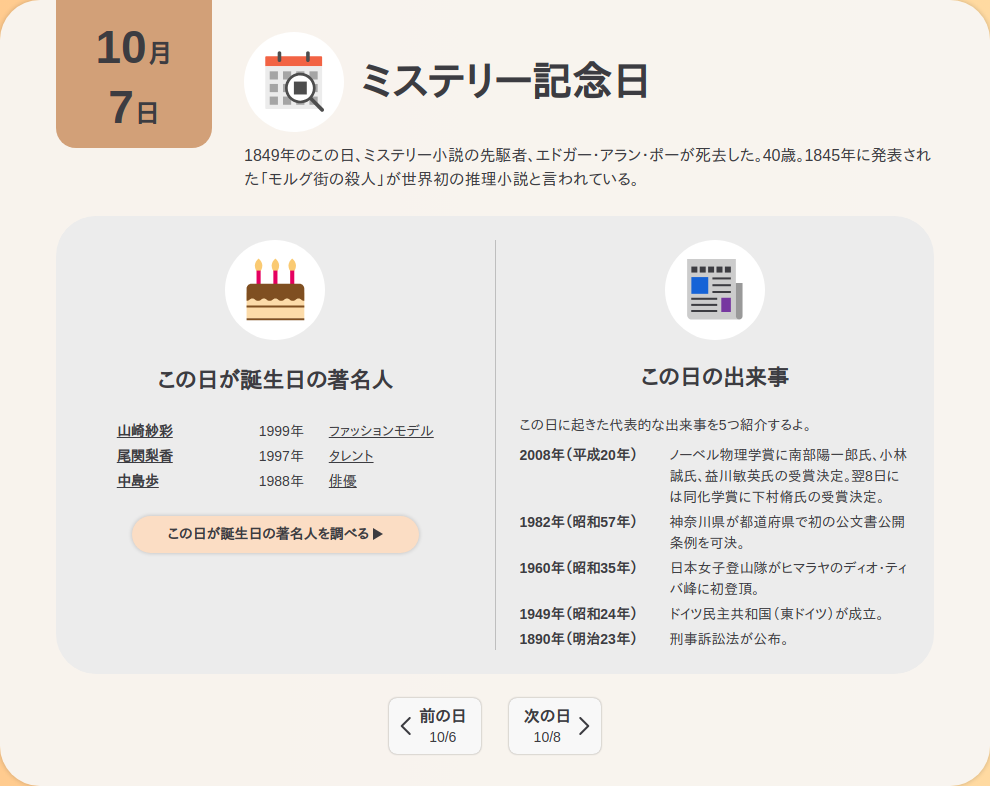 10月
7日
ミステリー記念日
1849年のこの日、ミステリー小説の先駆者、エドガー・アラン・ポーが死去した。40歳。1845年に発表され
た「モルグ街の殺人」が世界初の推理小説と言われている。
この日が誕生日の著名人
山崎紗彩 1999年 ファッションモデル
尾関梨香 1997年 タレント
中島歩 1988年 俳優
この日が誕生日の著名人を調べる▶
この日の出来事
この日に起きた代表的な出来事を5つ紹介するよ。
2008年（平成20年） ノーベル物理学賞に南部陽一郎氏、小林
誠氏、益川敏英氏の受賞決定。翌8日に
は同化学賞に下村脩氏の受賞決定。
1982年（昭和57年） 神奈川県が都道府県で初の公文書公開
条例を可決。
1960年（昭和35年） 日本女子登山隊がヒマラヤのディオ・ティ
バ峰に初登頂。
1949年（昭和24年） ドイツ民主共和国（東ドイツ）が成立。
1890年（明治23年） 刑事訴訟法が公布。
前の日
10/6
次の日
10/8